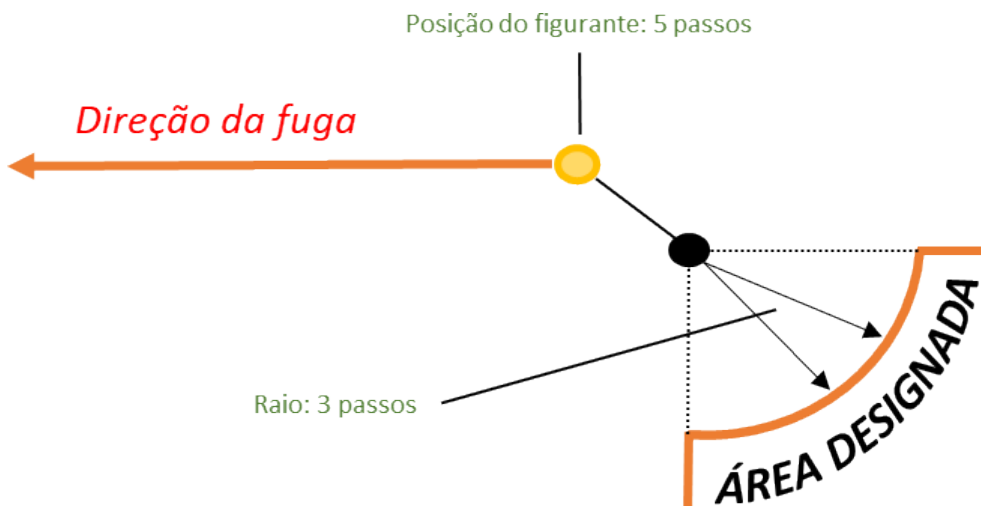 Posição do figurante: 5 passos
Direção da fuga
Raio: 3 passos
ÁREA DESIGNADA